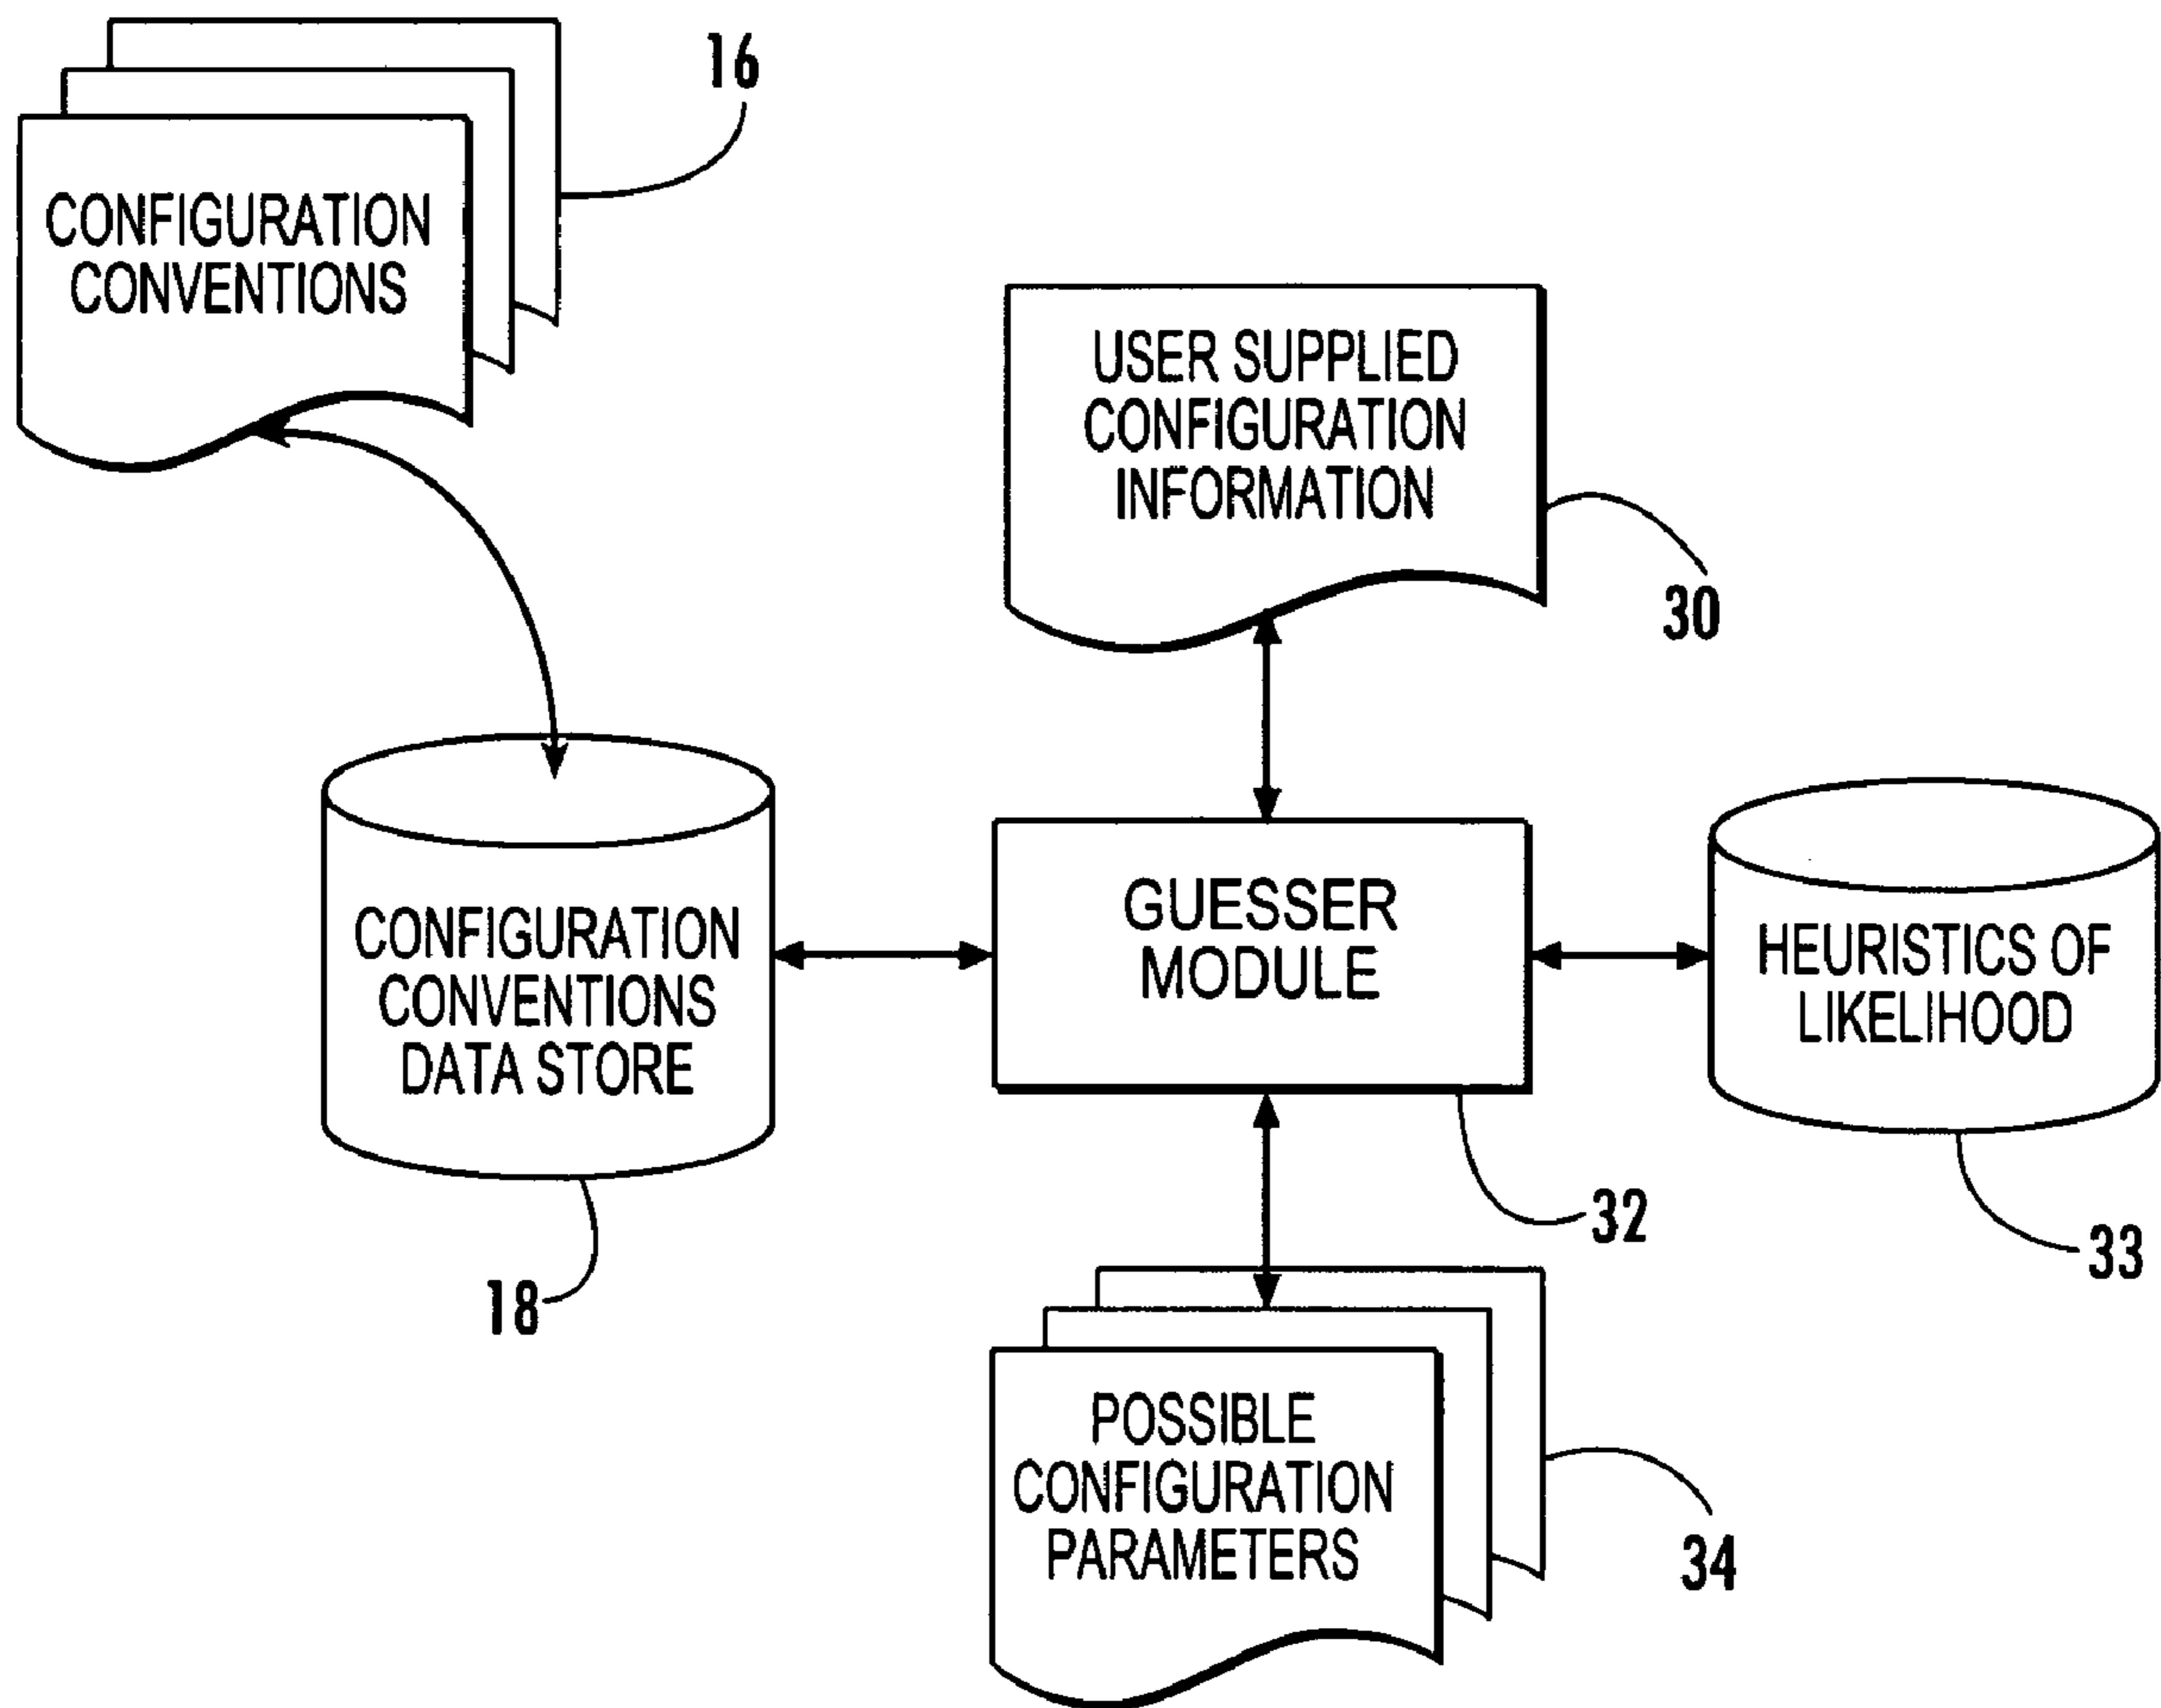 16
CONFIGURATION
CONVENTIONS
USER SUPPLIED
CONFIGURATION
INFORMATION
30
CONFIGURATION
CONVENTIONS
DATA STORE
18
GUESSER
MODULE
32
HEURISTICS OF
LIKELIHOOD
33
POSSIBLE
CONFIGURATION
PARAMETERS
34